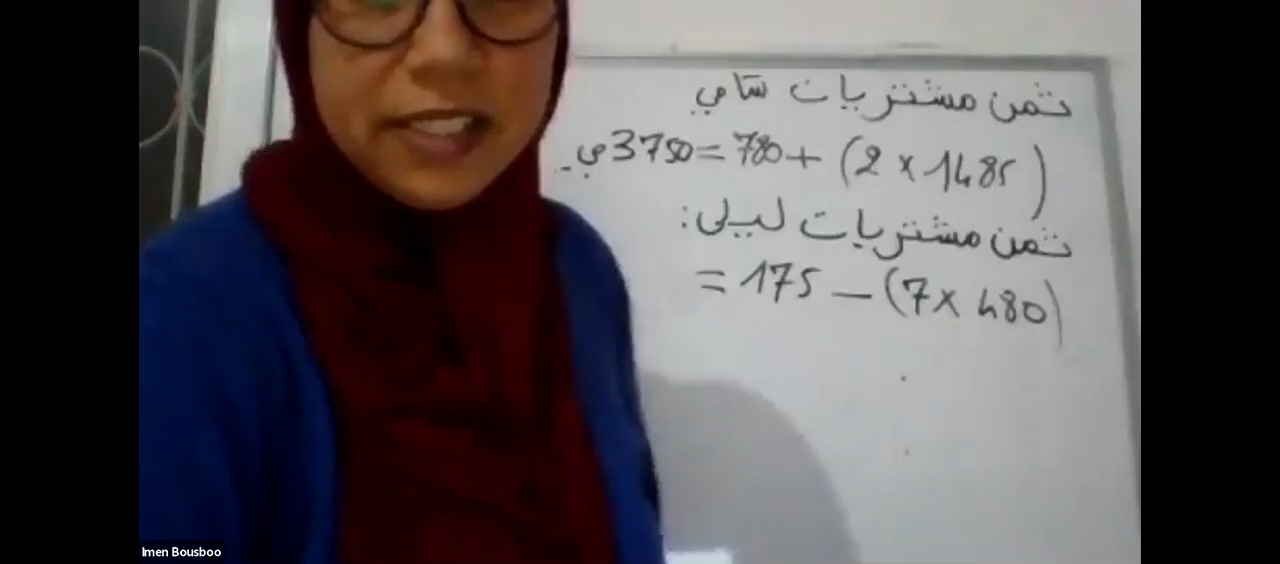 ثمن مشتريات سامي
(2 x 1485) + 780 = 3750 مي
ثمن مشتريات ليلى:
(7 x 480) – 175 =
Imen Bousboo